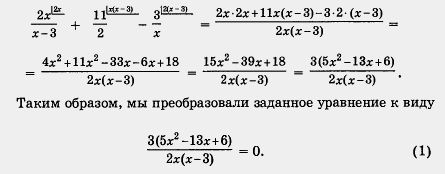 2x/(x−3) |2x + 11/2 |x(x−3) − 3/x |2(x−3) = (2x·2x+11x(x−3)−3·2·(x−3))/(2x(x−3)) =
= (4x²+11x²−33x−6x+18)/(2x(x−3)) = (15x²−39x+18)/(2x(x−3)) = 3(5x²−13x+6)/(2x(x−3)).
Таким образом, мы преобразовали заданное уравнение к виду
3(5x²−13x+6)/(2x(x−3)) = 0. (1)